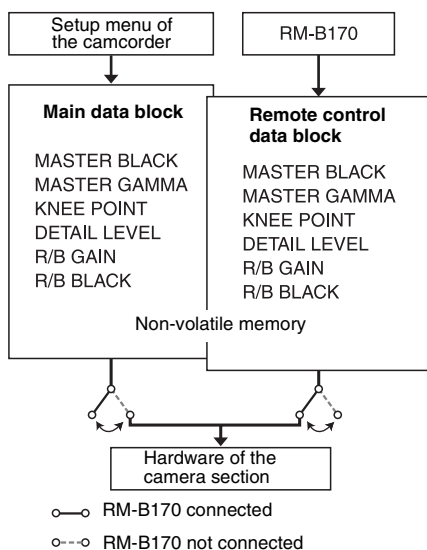 Setup menu of
the camcorder
RM-B170
Main data block
MASTER BLACK
MASTER GAMMA
KNEE POINT
DETAIL LEVEL
R/B GAIN
R/B BLACK
Remote control
data block
MASTER BLACK
MASTER GAMMA
KNEE POINT
DETAIL LEVEL
R/B GAIN
R/B BLACK
Non-volatile memory
Hardware of the
camera section
RM-B170 connected
RM-B170 not connected